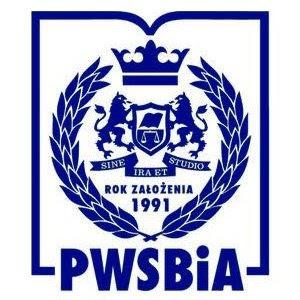 SINE IRA ET STUDIO
ROK ZAŁOŻENIA
1991
PWSBiA